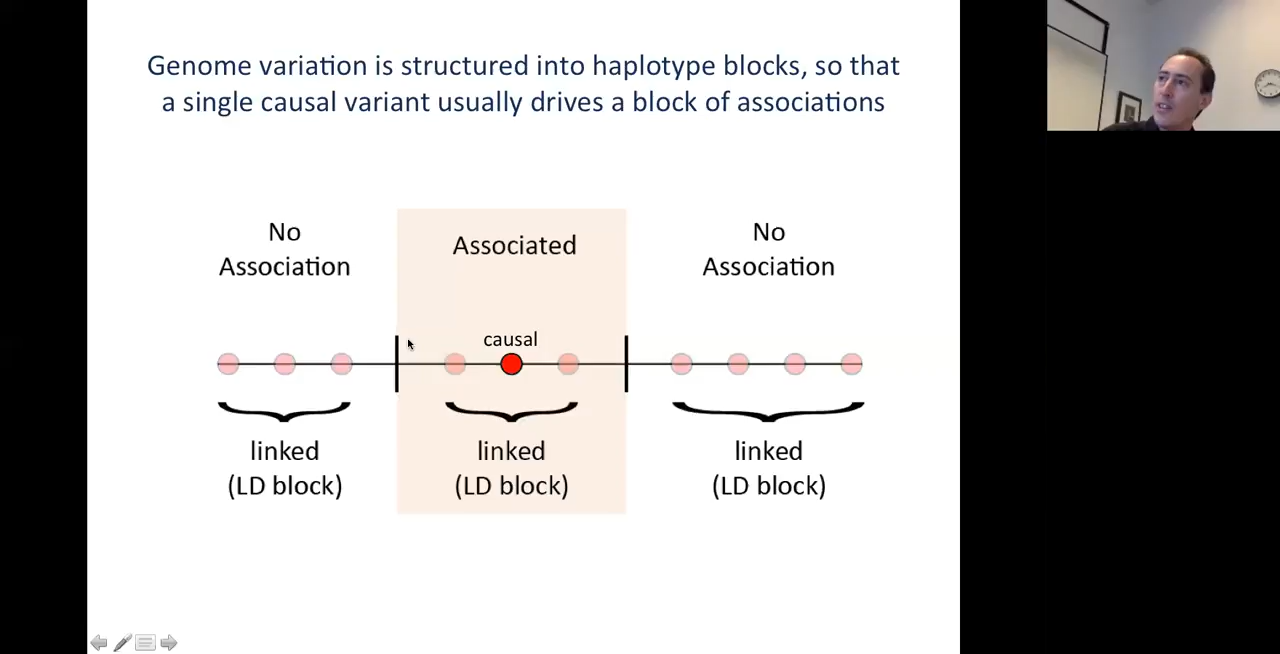 Genome variation is structured into haplotype blocks, so that
a single causal variant usually drives a block of associations
No
Association
Associated
No
Association
causal
linked
(LD block)
linked
(LD block)
linked
(LD block)